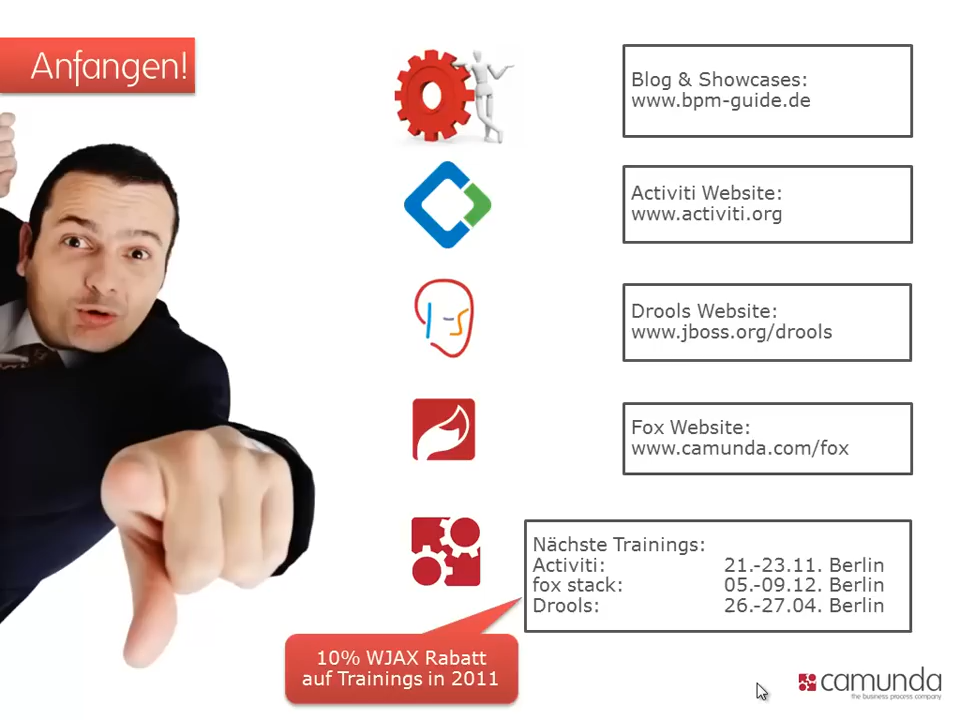 Anfangen!
Blog & Showcases:
www.bpm-guide.de
Activiti Website:
www.activiti.org
Drools Website:
www.jboss.org/drools
Fox Website:
www.camunda.com/fox
Nächste Trainings:
Activiti: 21.-23.11. Berlin
fox stack: 05.-09.12. Berlin
Drools: 26.-27.04. Berlin
10% WJAX Rabatt
auf Trainings in 2011
camunda
the business process company